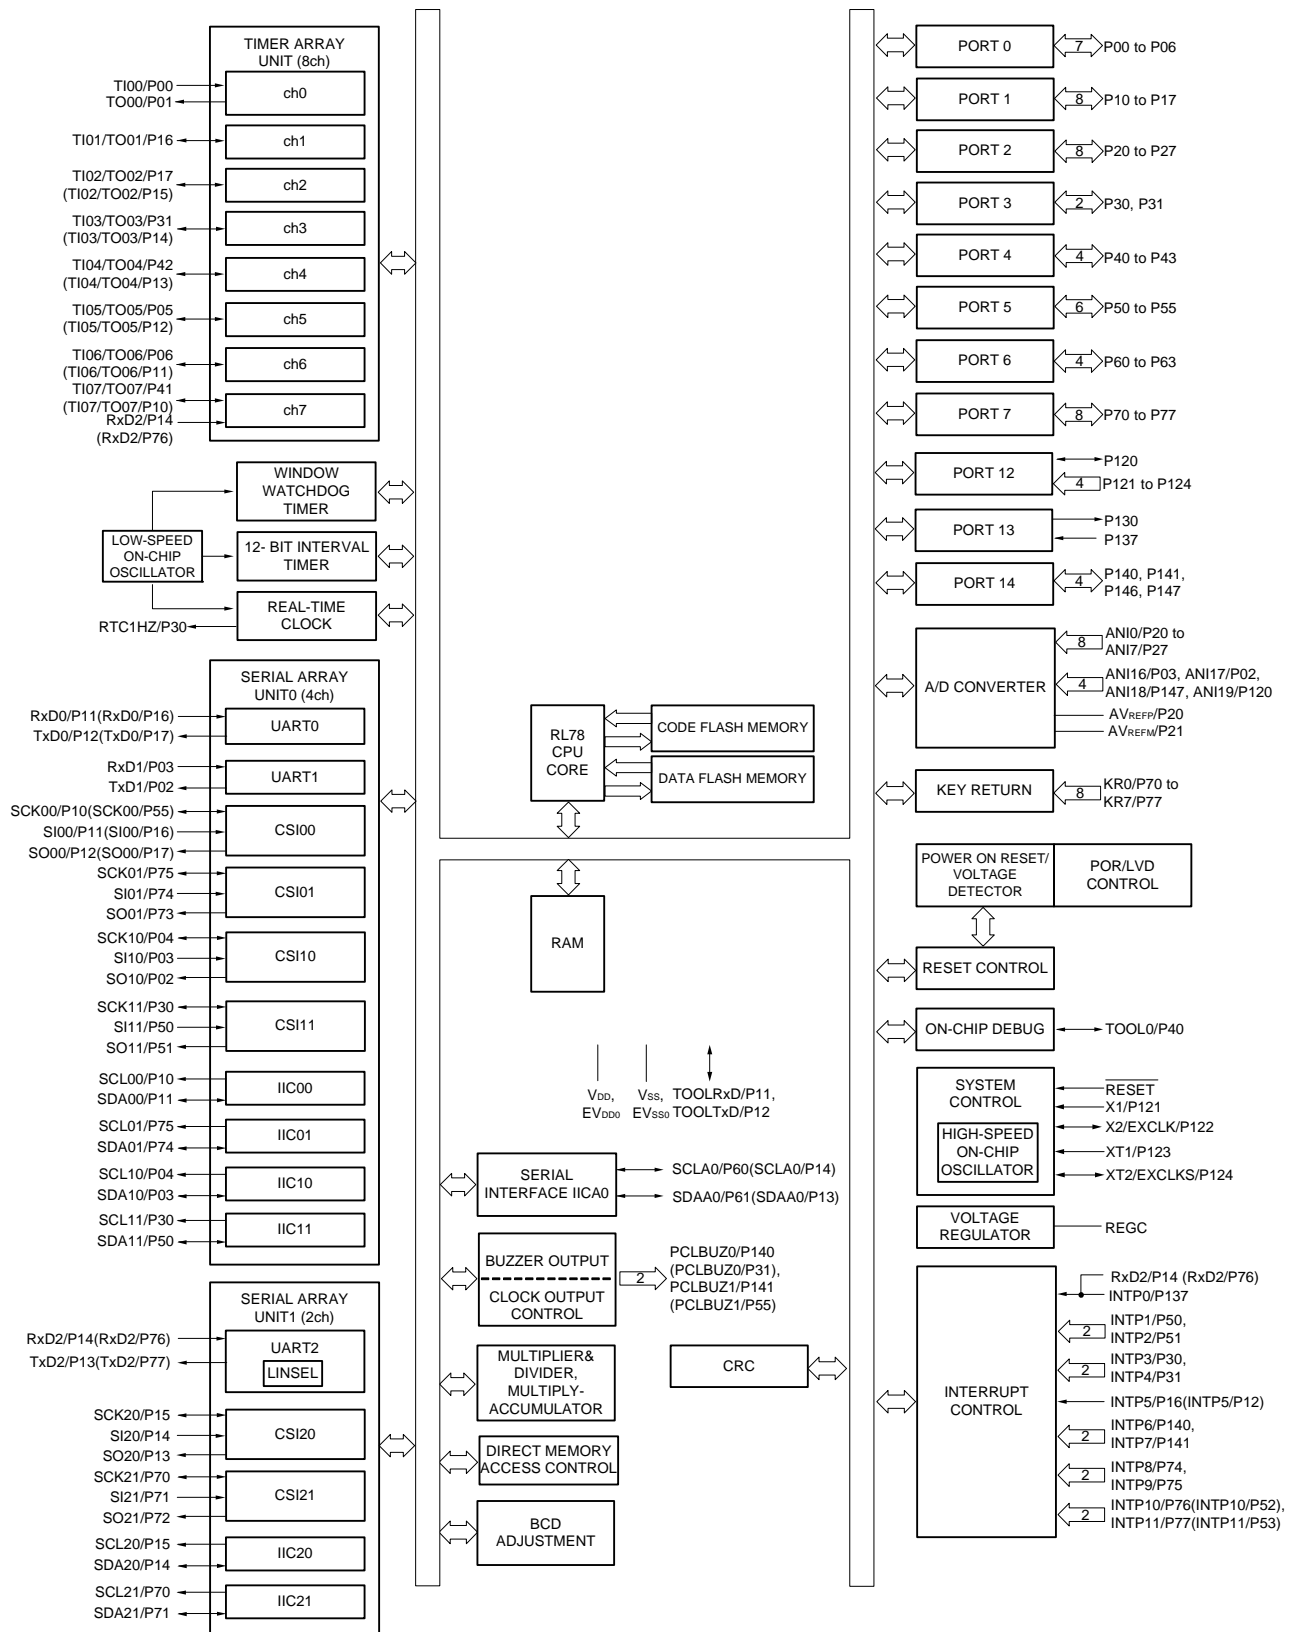 TIMER ARRAY
UNIT (8ch)
TI00/P00
TO00/P01
ch0
TI01/TO01/P16
ch1
TI02/TO02/P17
(TI02/TO02/P15)
ch2
TI03/TO03/P31
(TI03/TO03/P14)
ch3
TI04/TO04/P42
(TI04/TO04/P13)
ch4
TI05/TO05/P05
(TI05/TO05/P12)
ch5
TI06/TO06/P06
(TI06/TO06/P11)
ch6
TI07/TO07/P41
(TI07/TO07/P10)
RxD2/P14
(RxD2/P76)
ch7
WINDOW
WATCHDOG
TIMER
LOW-SPEED
ON-CHIP
OSCILLATOR
12- BIT INTERVAL
TIMER
REAL-TIME
CLOCK
RTC1HZ/P30
SERIAL ARRAY
UNIT0 (4ch)
RxD0/P11(RxD0/P16)
TxD0/P12(TxD0/P17)
UART0
RxD1/P03
TxD1/P02
UART1
SCK00/P10(SCK00/P55)
SI00/P11(SI00/P16)
SO00/P12(SO00/P17)
CSI00
SCK01/P75
SI01/P74
SO01/P73
CSI01
SCK10/P04
SI10/P03
SO10/P02
CSI10
SCK11/P30
SI11/P50
SO11/P51
CSI11
SCL00/P10
SDA00/P11
IIC00
SCL01/P75
SDA01/P74
IIC01
SCL10/P04
SDA10/P03
IIC10
SCL11/P30
SDA11/P50
IIC11
SERIAL ARRAY
UNIT1 (2ch)
RxD2/P14(RxD2/P76)
TxD2/P13(TxD2/P77)
UART2
LINSEL
SCK20/P15
SI20/P14
SO20/P13
CSI20
SCK21/P70
SI21/P71
SO21/P72
CSI21
SCL20/P15
SDA20/P14
IIC20
SCL21/P70
SDA21/P71
IIC21
RL78
CPU
CORE
CODE FLASH MEMORY
DATA FLASH MEMORY
RAM
VDD,
EVDD0
VSS,
EVSS0
TOOLRxD/P11,
TOOLTxD/P12
SERIAL
INTERFACE IICA0
SCLA0/P60(SCLA0/P14)
SDAA0/P61(SDAA0/P13)
BUZZER OUTPUT
CLOCK OUTPUT
CONTROL
2
PCLBUZ0/P140
(PCLBUZ0/P31),
PCLBUZ1/P141
(PCLBUZ1/P55)
MULTIPLIER&
DIVIDER,
MULTIPLY-
ACCUMULATOR
CRC
DIRECT MEMORY
ACCESS CONTROL
BCD
ADJUSTMENT
PORT 0
7
P00 to P06
PORT 1
8
P10 to P17
PORT 2
8
P20 to P27
PORT 3
2
P30, P31
PORT 4
4
P40 to P43
PORT 5
6
P50 to P55
PORT 6
4
P60 to P63
PORT 7
8
P70 to P77
PORT 12
P120
4
P121 to P124
PORT 13
P130
P137
PORT 14
4
P140, P141,
P146, P147
A/D CONVERTER
8
ANI0/P20 to
ANI7/P27
4
ANI16/P03, ANI17/P02,
ANI18/P147, ANI19/P120
AVREFP/P20
AVREFM/P21
KEY RETURN
8
KR0/P70 to
KR7/P77
POWER ON RESET/
VOLTAGE
DETECTOR
POR/LVD
CONTROL
RESET CONTROL
ON-CHIP DEBUG
TOOL0/P40
SYSTEM
CONTROL
HIGH-SPEED
ON-CHIP
OSCILLATOR
RESET
X1/P121
X2/EXCLK/P122
XT1/P123
XT2/EXCLKS/P124
VOLTAGE
REGULATOR
REGC
INTERRUPT
CONTROL
RxD2/P14 (RxD2/P76)
INTP0/P137
2
INTP1/P50,
INTP2/P51
2
INTP3/P30,
INTP4/P31
INTP5/P16(INTP5/P12)
2
INTP6/P140,
INTP7/P141
2
INTP8/P74,
INTP9/P75
2
INTP10/P76(INTP10/P52),
INTP11/P77(INTP11/P53)